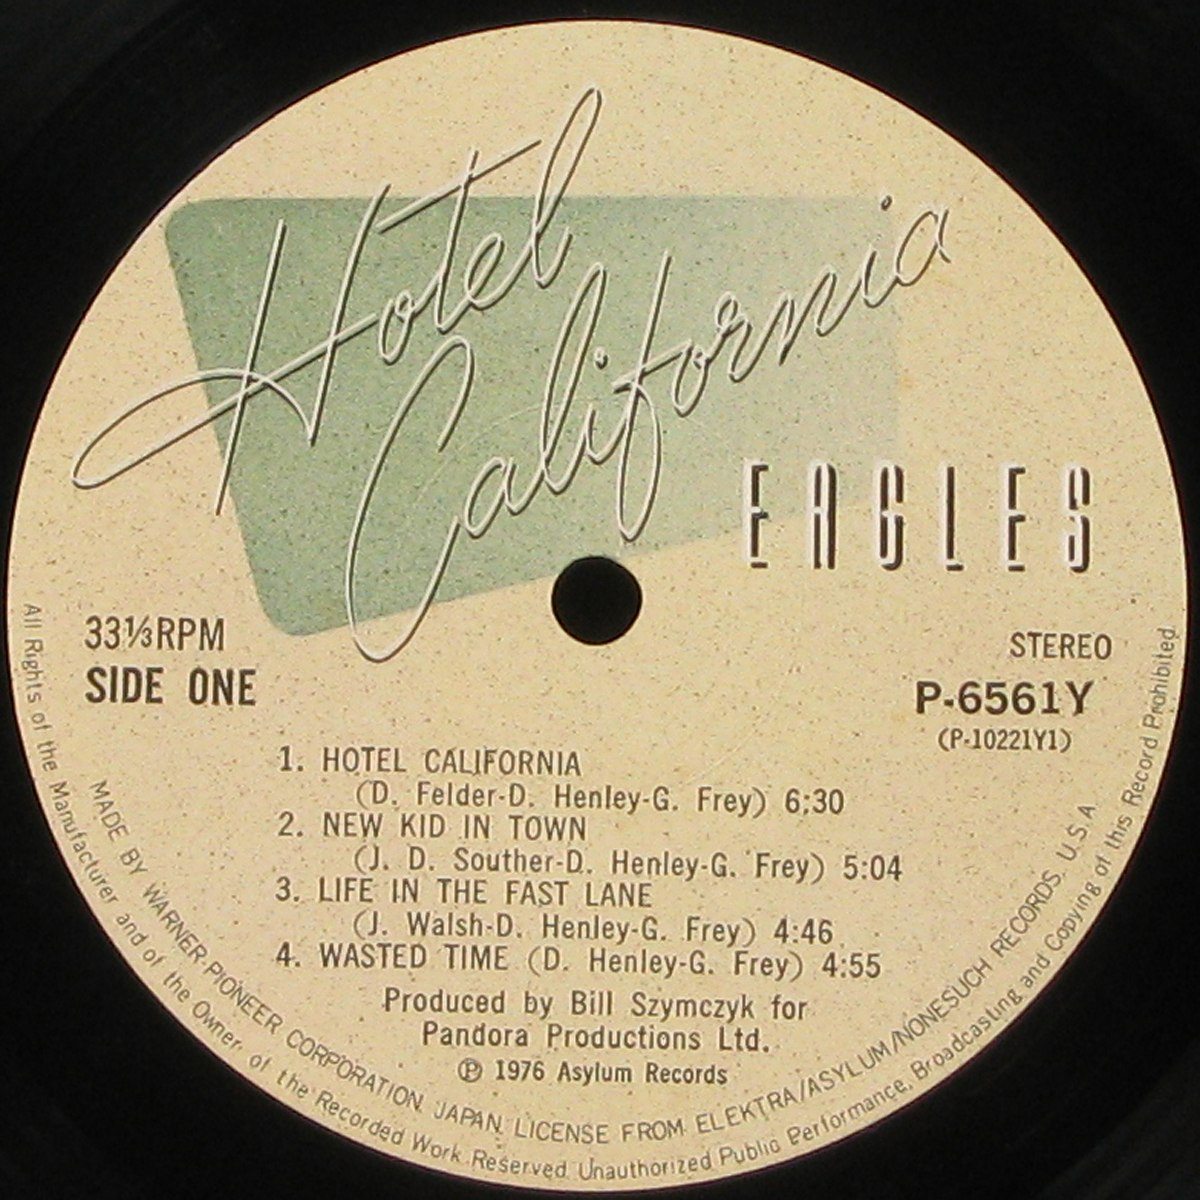 Hotel
California
EAGLES
33⅓RPM
SIDE ONE
STEREO
P-6561Y
(P-10221Y1)
1. HOTEL CALIFORNIA
(D. Felder-D. Henley-G. Frey) 6:30
2. NEW KID IN TOWN
(J. D. Souther-D. Henley-G. Frey) 5:04
3. LIFE IN THE FAST LANE
(J. Walsh-D. Henley-G. Frey) 4:46
4. WASTED TIME (D. Henley-G. Frey) 4:55
Produced by Bill Szymczyk for
Pandora Productions Ltd.
Ⓟ 1976 Asylum Records
MADE BY WARNER-PIONEER CORPORATION, JAPAN, LICENSE FROM ELEKTRA/ASYLUM/NONESUCH RECORDS, U.S.A
All Rights of the Manufacturer and of the Owner of the Recorded Work Reserved Unauthorized Public Performance, Broadcasting and Copying of this Record Prohibited.